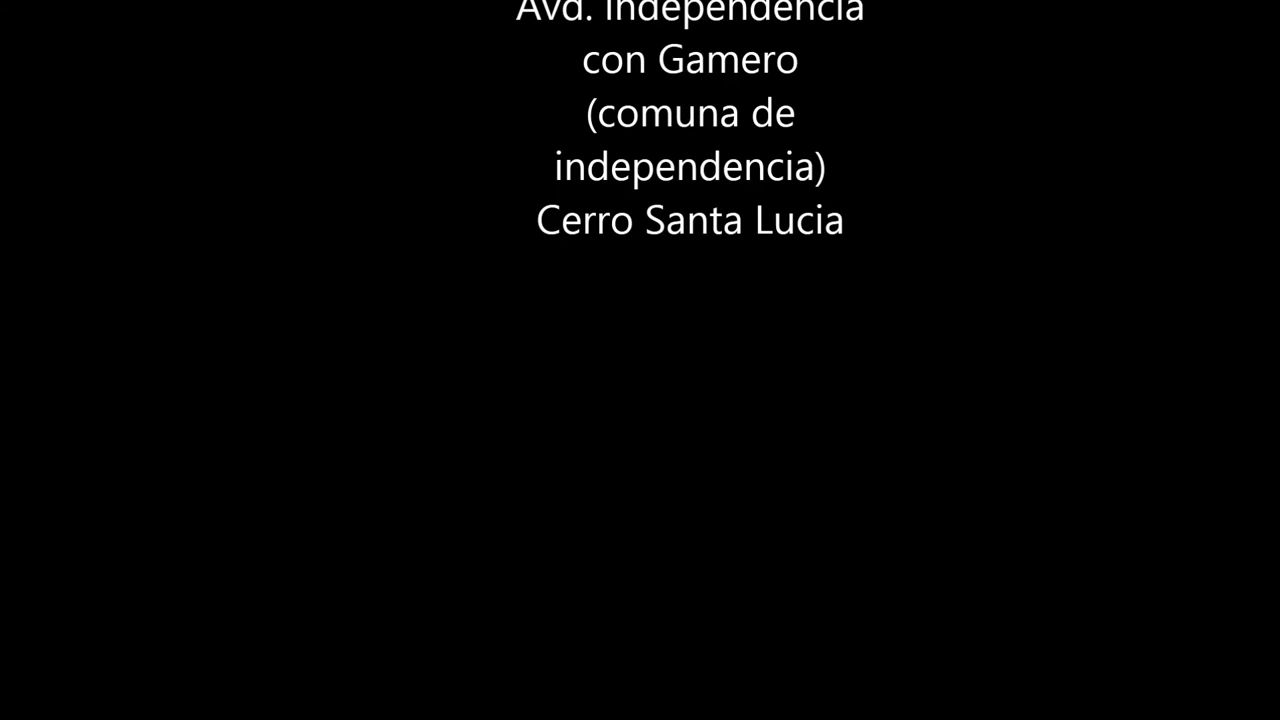 Avd. Independencia
con Gamero
(comuna de
independencia)
Cerro Santa Lucia